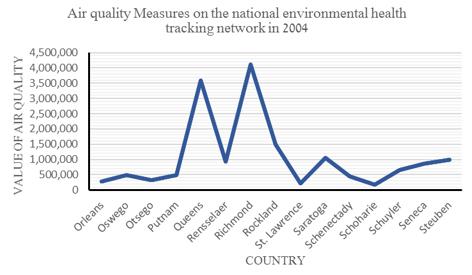 Air quality Measures on the national environmental health
tracking network in 2004
VALUE OF AIR QUALITY
4,500,000
4,000,000
3,500,000
3,000,000
2,500,000
2,000,000
1,500,000
1,000,000
500,000
0
Orleans
Oswego
Otsego
Putnam
Queens
Rensselaer
Richmond
Rockland
St. Lawrence
Saratoga
Schenectady
Schoharie
Schuyler
Seneca
Steuben
COUNTRY